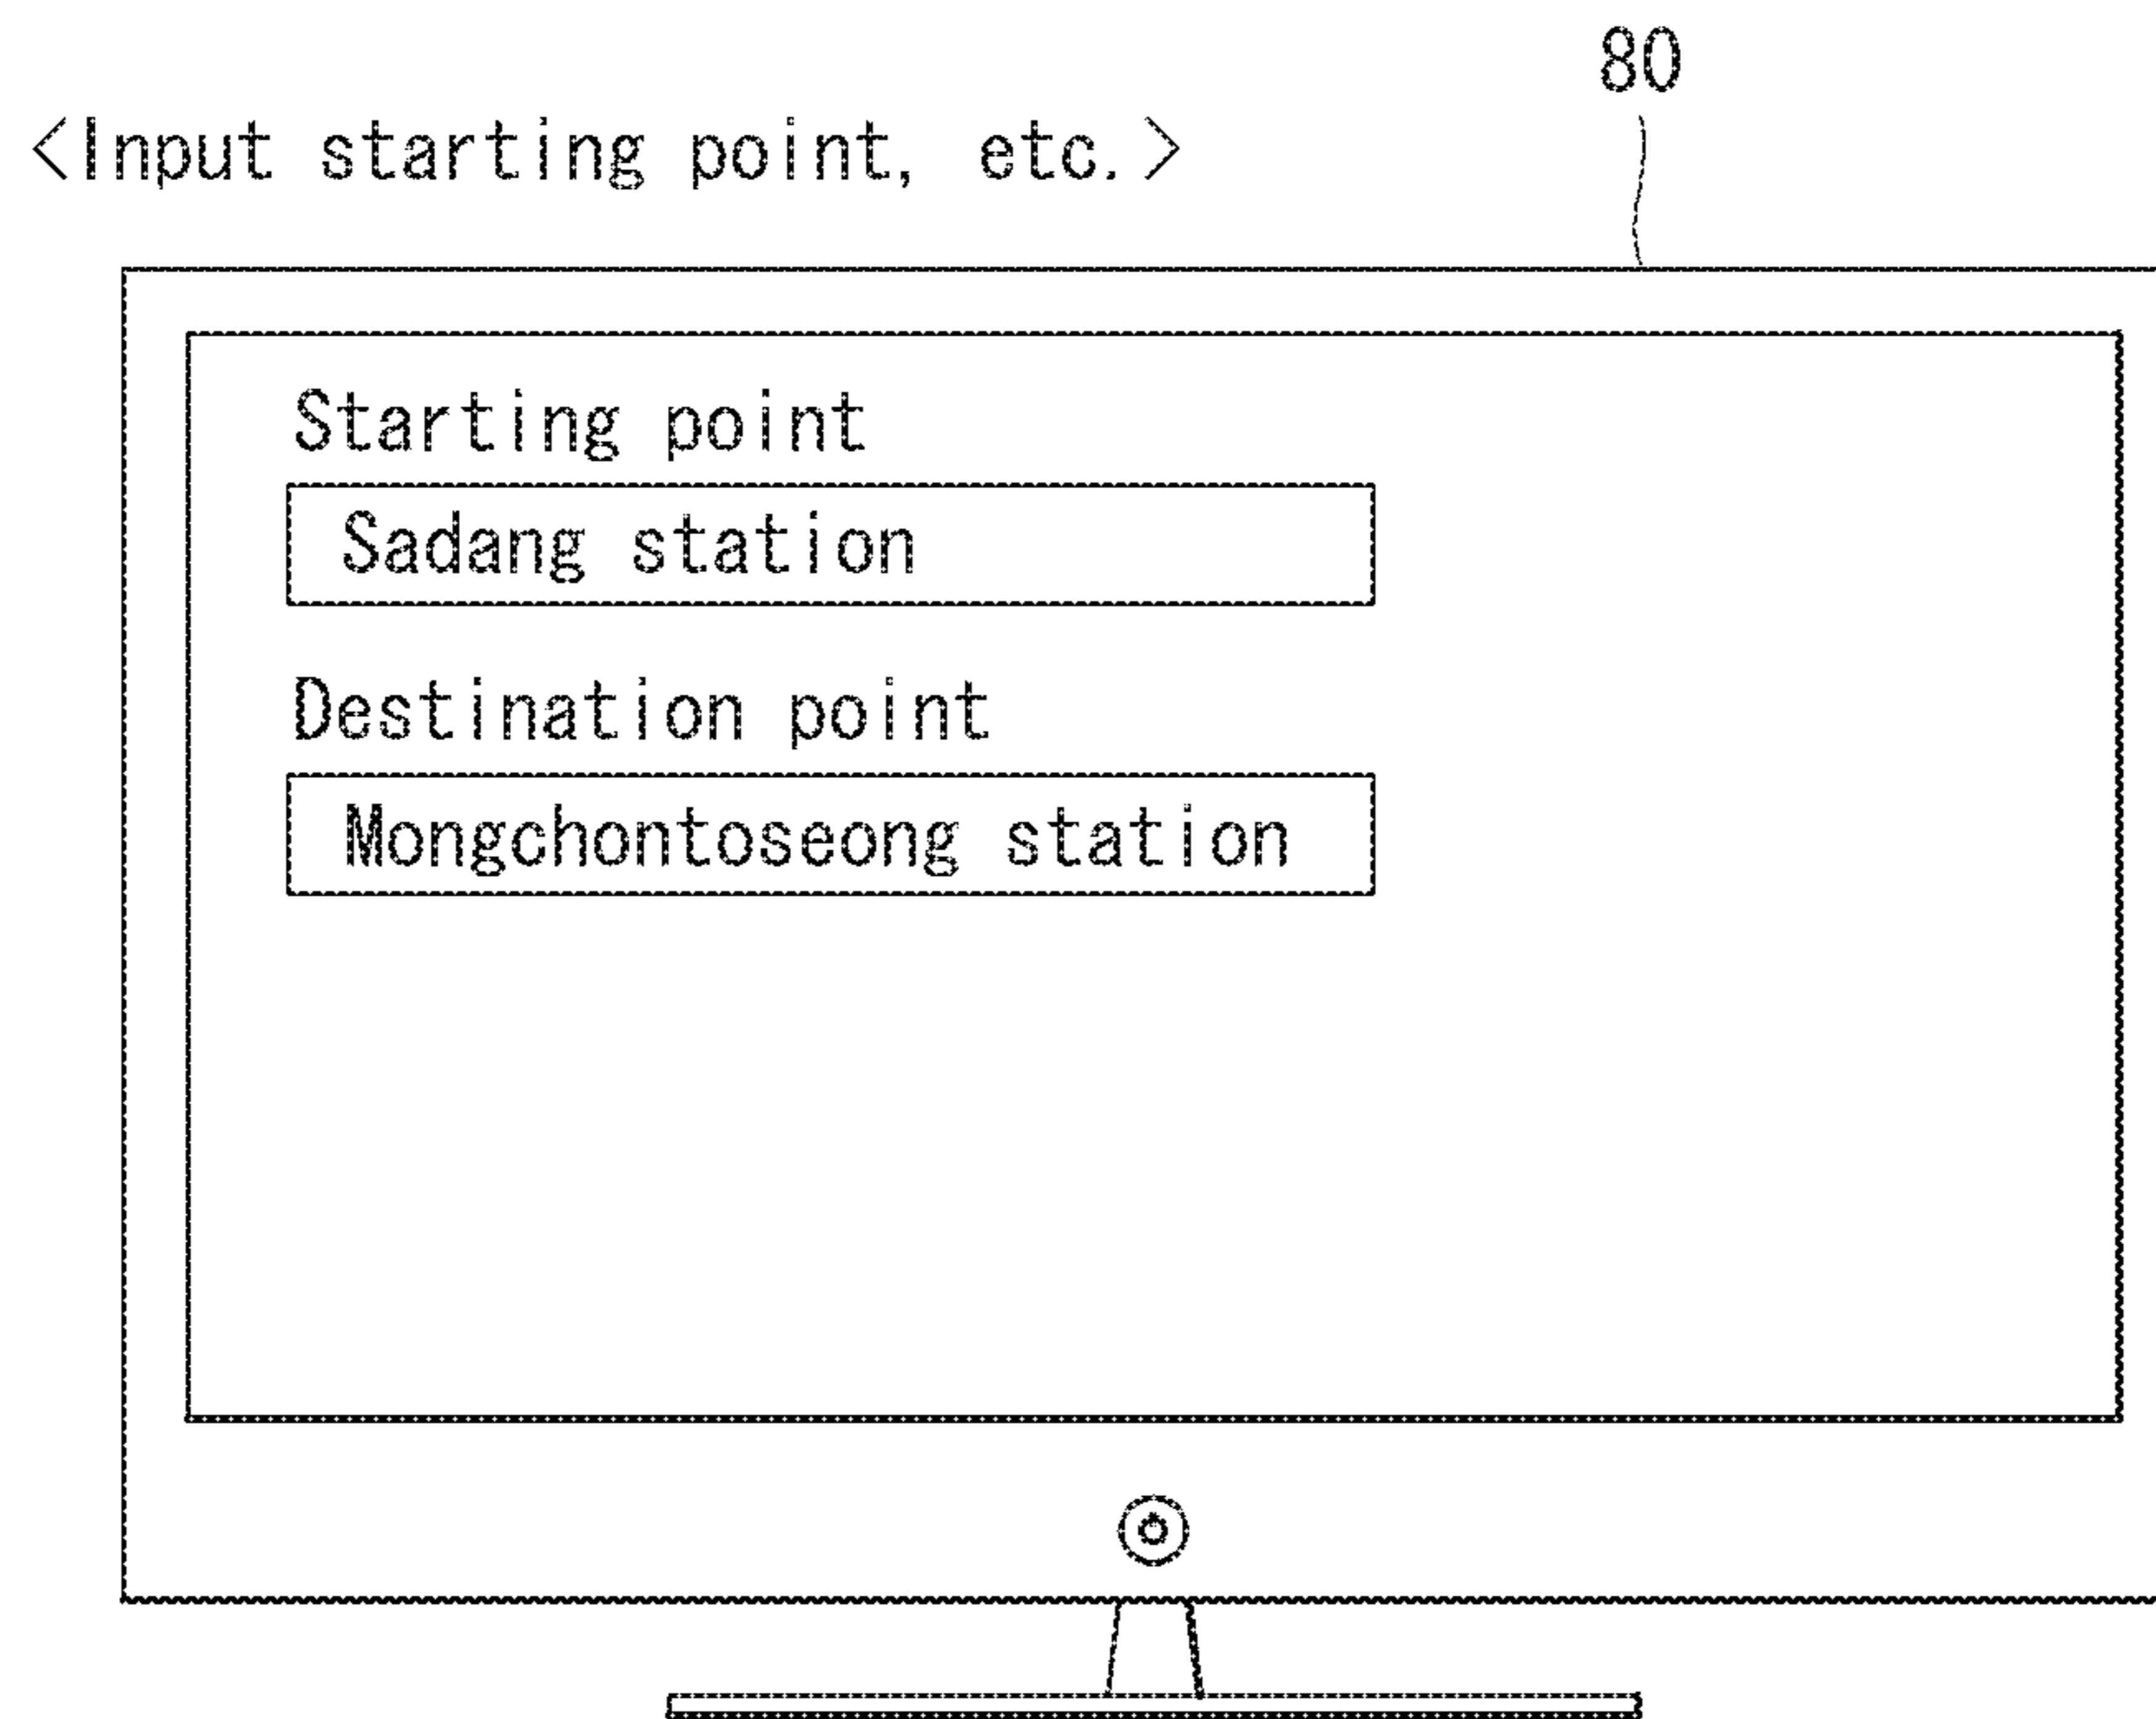 80
<Input starting point, etc.>
Starting point
Sadang station
Destination point
Mongchontoseong station